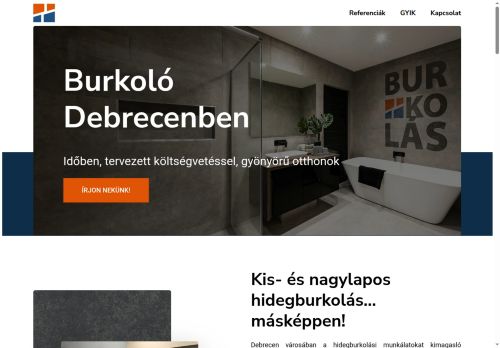 Referenciák GYIK Kapcsolat
Burkoló
Debrecenben
BUR
KO
LÁS
Időben, tervezett költségvetéssel, gyönyörű otthonok
ÍRJON NEKÜNK!
Kis- és nagylapos
hidegburkolás...
másképpen!
Debrecen városában a hidegburkolási munkálatokat kimagasló